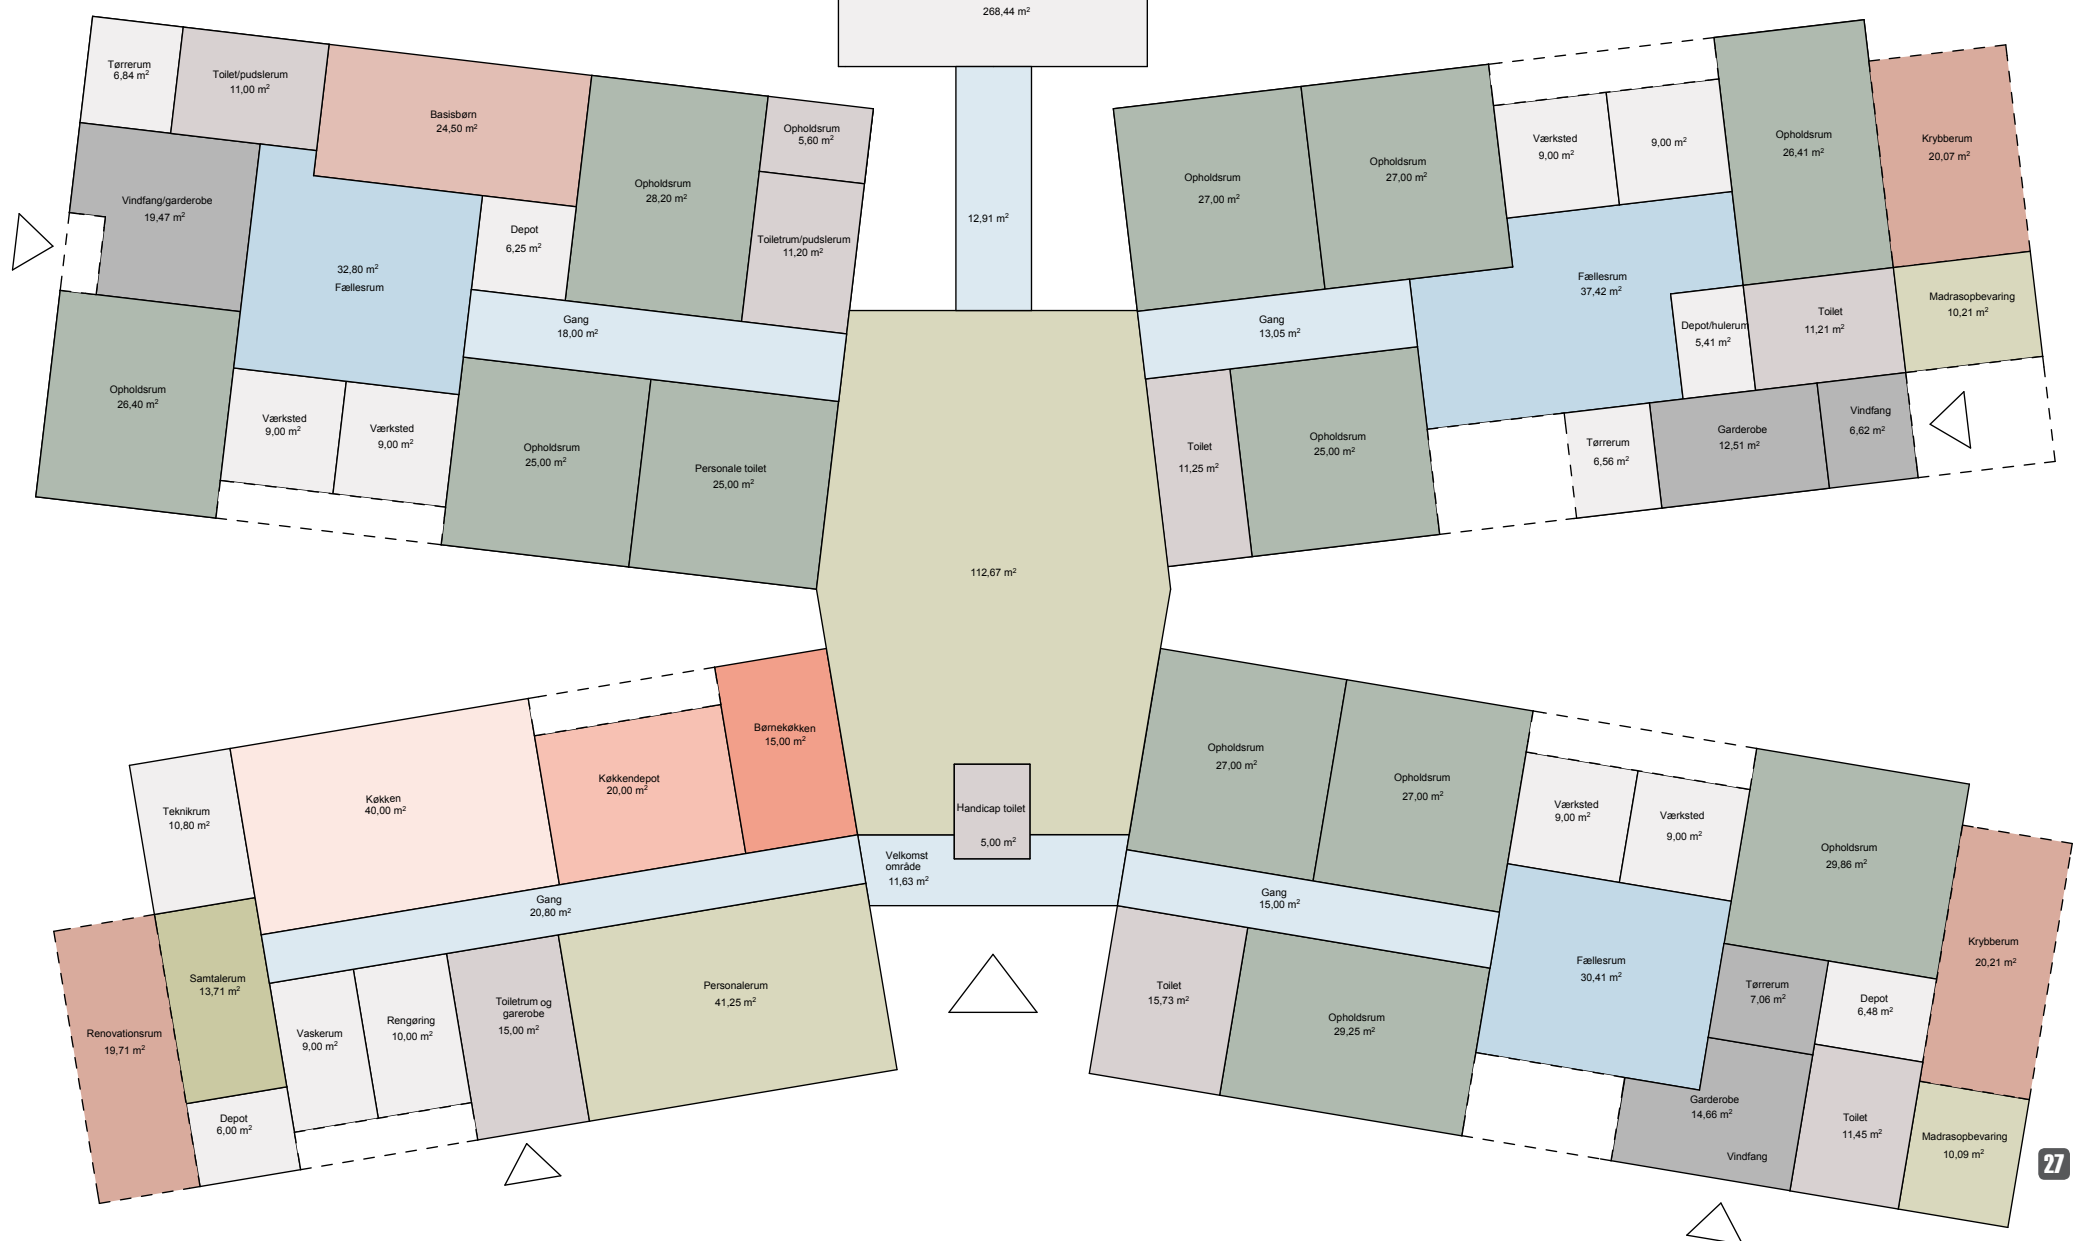 268,44 m²
Tørrerum
6,84 m²
Toilet/pudslerum
11,00 m²
Basisbørn
24,50 m²
Opholdsrum
5,60 m²
Vindfang/garderobe
19,47 m²
Opholdsrum
28,20 m²
Depot
6,25 m²
Toiletrum/pudslerum
11,20 m²
32,80 m²
Fællesrum
Gang
18,00 m²
Opholdsrum
26,40 m²
Værksted
9,00 m²
Værksted
9,00 m²
Opholdsrum
25,00 m²
Personale toilet
25,00 m²
12,91 m²
112,67 m²
Opholdsrum
27,00 m²
Opholdsrum
27,00 m²
Værksted
9,00 m²
9,00 m²
Opholdsrum
26,41 m²
Krybberum
20,07 m²
Fællesrum
37,42 m²
Gang
13,05 m²
Depot/hulerum
5,41 m²
Toilet
11,21 m²
Madrasopbevaring
10,21 m²
Toilet
11,25 m²
Opholdsrum
25,00 m²
Tørrerum
6,56 m²
Garderobe
12,51 m²
Vindfang
6,62 m²
Teknikrum
10,80 m²
Køkken
40,00 m²
Køkkendepot
20,00 m²
Børnekøkken
15,00 m²
Handicap toilet
5,00 m²
Velkomst
område
11,63 m²
Gang
20,80 m²
Renovationsrum
19,71 m²
Samtalerum
13,71 m²
Depot
6,00 m²
Vaskerum
9,00 m²
Rengøring
10,00 m²
Toiletrum og
garerobe
15,00 m²
Personalerum
41,25 m²
Opholdsrum
27,00 m²
Opholdsrum
27,00 m²
Værksted
9,00 m²
Værksted
9,00 m²
Opholdsrum
29,86 m²
Gang
15,00 m²
Fællesrum
30,41 m²
Krybberum
20,21 m²
Toilet
15,73 m²
Opholdsrum
29,25 m²
Tørrerum
7,06 m²
Depot
6,48 m²
Garderobe
14,66 m²
Vindfang
Toilet
11,45 m²
Madrasopbevaring
10,09 m²
27